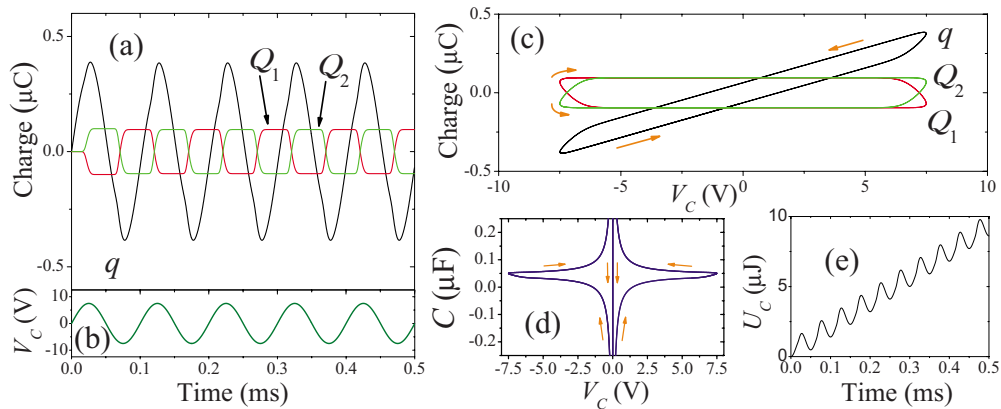 (a)
Q₁
Q₂
q
Charge (μC)
0.5
0.0
-0.5
(b)
V_C (V)
10
0
-10
0.0 0.1 0.2 0.3 0.4 0.5
Time (ms)
(c)
q
Q₂
Q₁
Charge (μC)
0.5
0.0
-0.5
-10 -5 0 5 10
V_C (V)
(d)
C (μF)
0.2
0.1
0.0
-0.1
-0.2
-7.5 -5.0 -2.5 0.0 2.5 5.0 7.5
V_C (V)
(e)
U_C (μJ)
10
5
0
0.0 0.1 0.2 0.3 0.4 0.5
Time (ms)